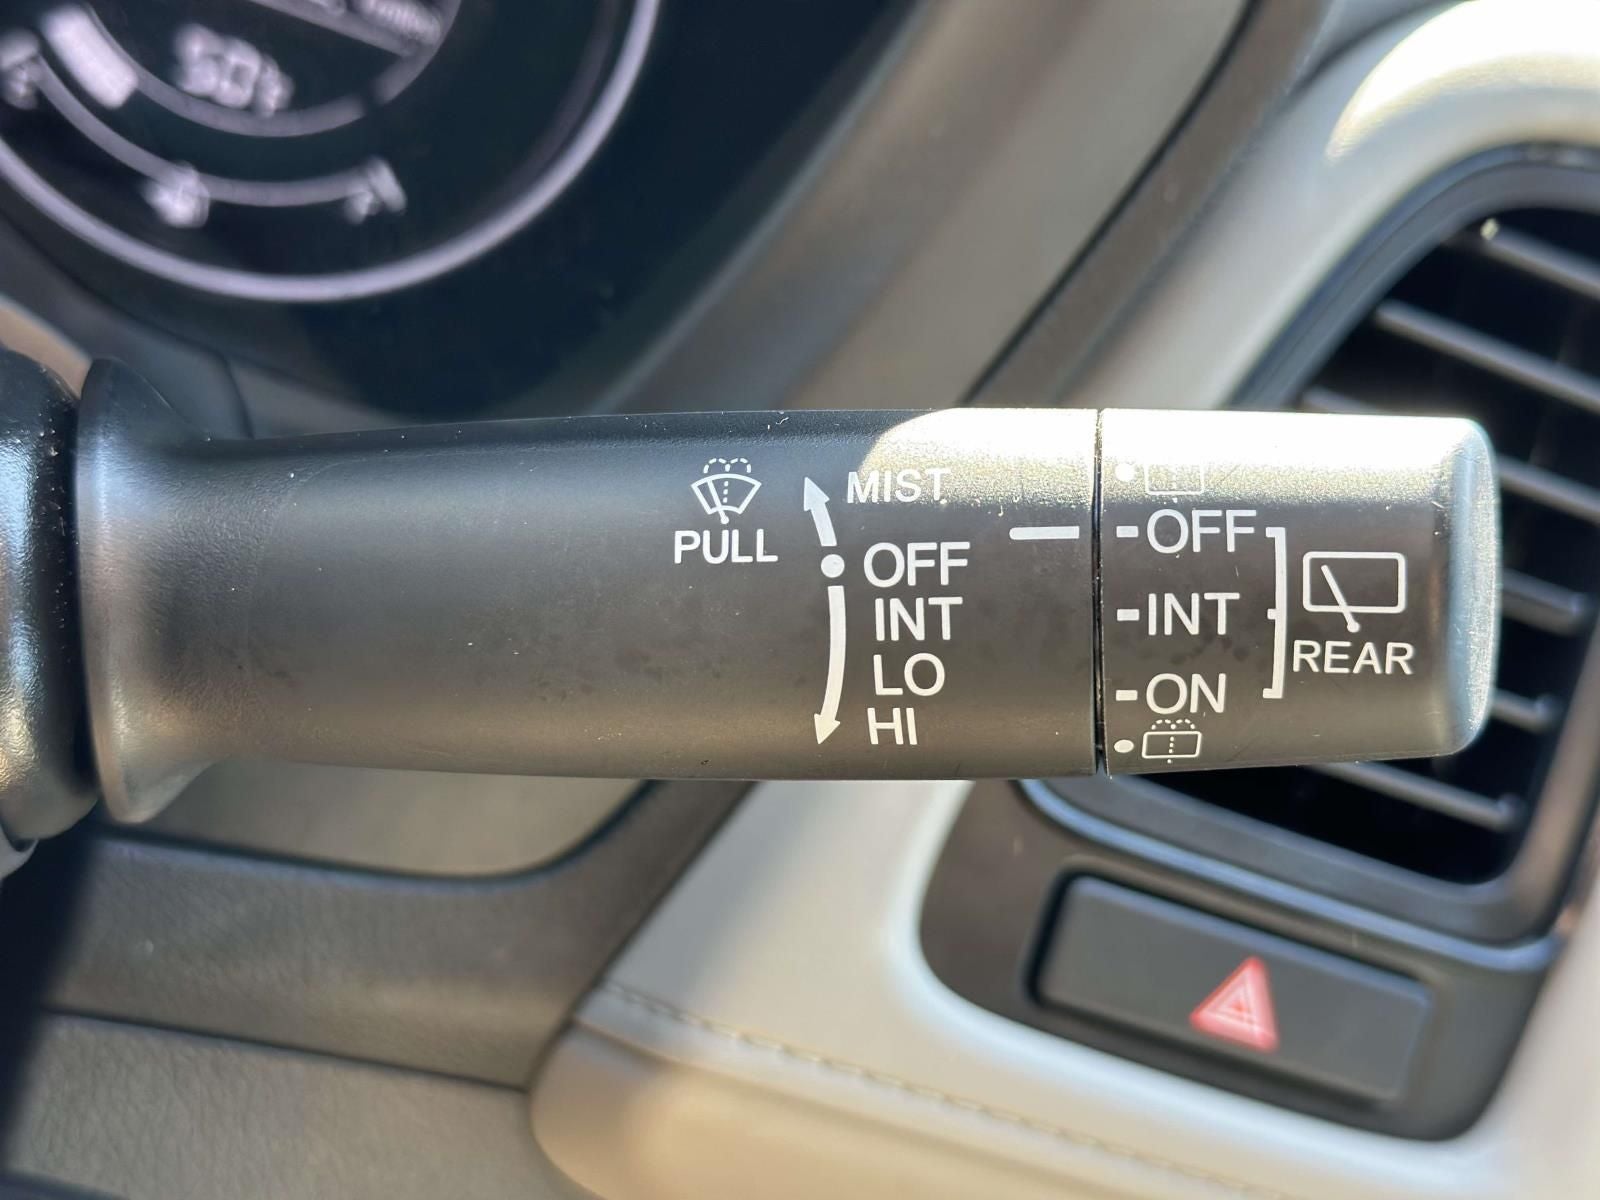 MIST
OFF
INT
LO
HI
PULL
OFF
INT
ON
REAR